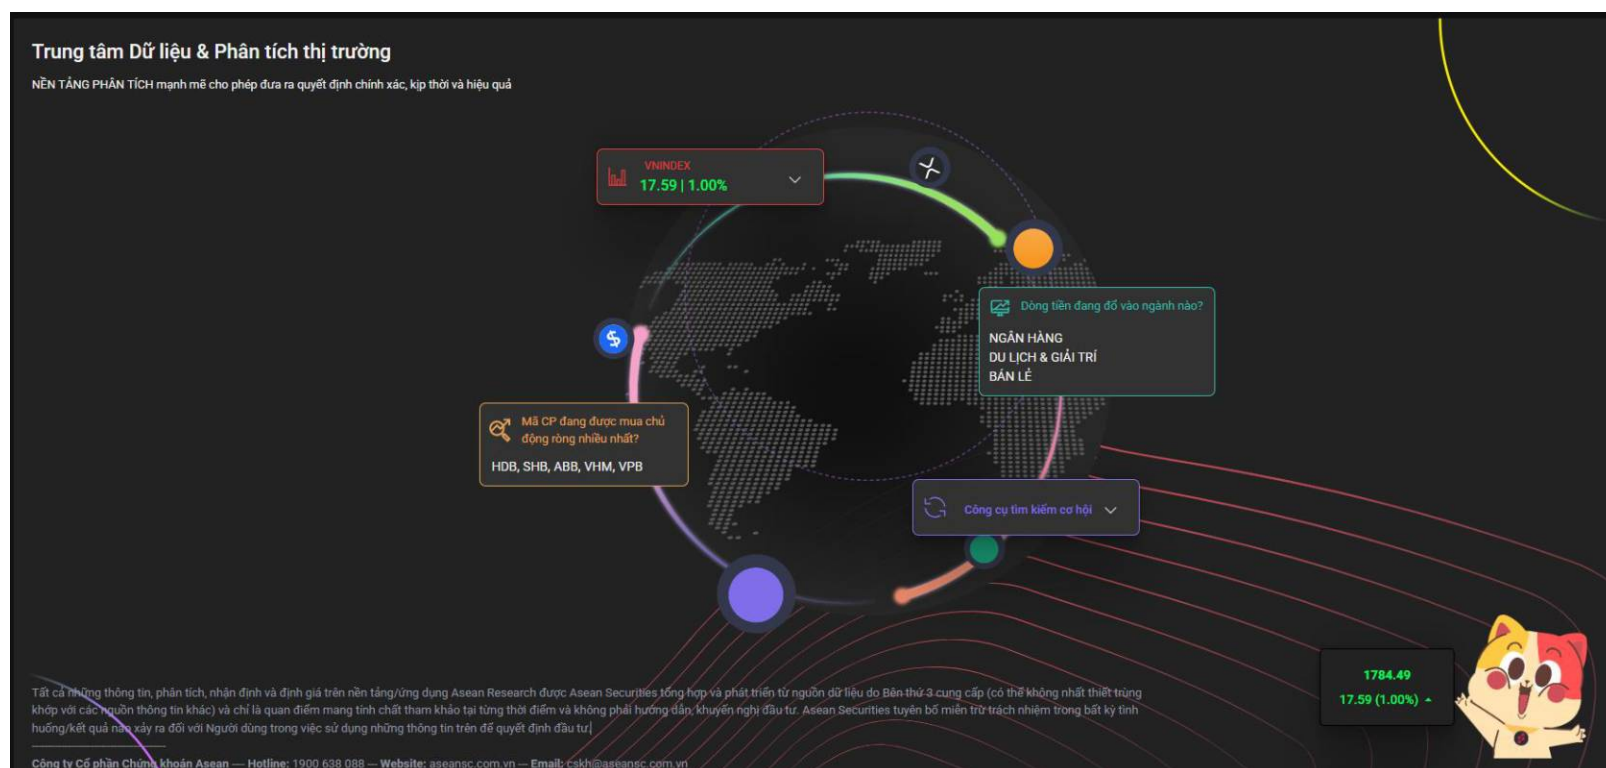 Trung tâm Dữ liệu & Phân tích thị trường
NỀN TẢNG PHÂN TÍCH mạnh mẽ cho phép đưa ra quyết định chính xác, kịp thời và hiệu quả
VNINDEX
17.59 | 1.00%
Dòng tiền đang đổ vào ngành nào?
NGÂN HÀNG
DU LỊCH & GIẢI TRÍ
BÁN LẺ
Mã CP đang được mua chủ
động ròng nhiều nhất?
HDB, SHB, ABB, VHM, VPB
Công cụ tìm kiếm cơ hội
1784.49
17.59 (1.00%)
Tất cả những thông tin, phân tích, nhận định và định giá trên nền tảng/ứng dụng Asean Research được Asean Securities tổng hợp và phát triển từ nguồn dữ liệu do Bên thứ 3 cung cấp (có thể không nhất thiết trùng
khớp với các nguồn thông tin khác) và chỉ là quan điểm mang tính chất tham khảo tại từng thời điểm và không phải hướng dẫn, khuyến nghị đầu tư. Asean Securities tuyên bố miễn trừ trách nhiệm trong bất kỳ tình
huống/kết quả nào xảy ra đối với Người dùng trong việc sử dụng những thông tin trên để quyết định đầu tư.
Công ty Cổ phần Chứng khoán Asean — Hotline: 1900 638 088 — Website: aseansc.com.vn — Email: cskh@aseansc.com.vn